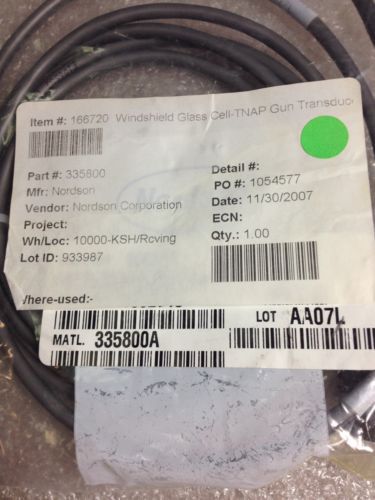 Item #: 166720 Windshield Glass Cell-TNAP Gun Transduc
Part #: 335800
Mfr: Nordson
Vendor: Nordson Corporation
Project:
Wh/Loc: 10000-KSH/Rcving
Lot ID: 933987
Detail #:
PO #: 1054577
Date: 11/30/2007
ECN:
Qty.: 1.00
Where-used:-
MATL. 335800A
LOT AA07L